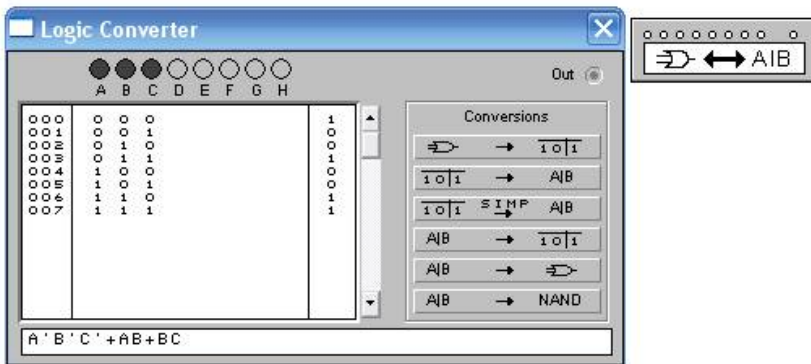 Logic Converter
Out
A B C D E F G H
000 0 0 0 1
001 0 0 1 0
002 0 1 0 0
003 0 1 1 1
004 1 0 0 0
005 1 0 1 0
006 1 1 0 1
007 1 1 1 1
Conversions
→ 1 0|1
1 0|1 → A|B
1 0|1 SIMP → A|B
A|B → 1 0|1
A|B →
A|B → NAND
A'B'C'+AB+BC
A|B